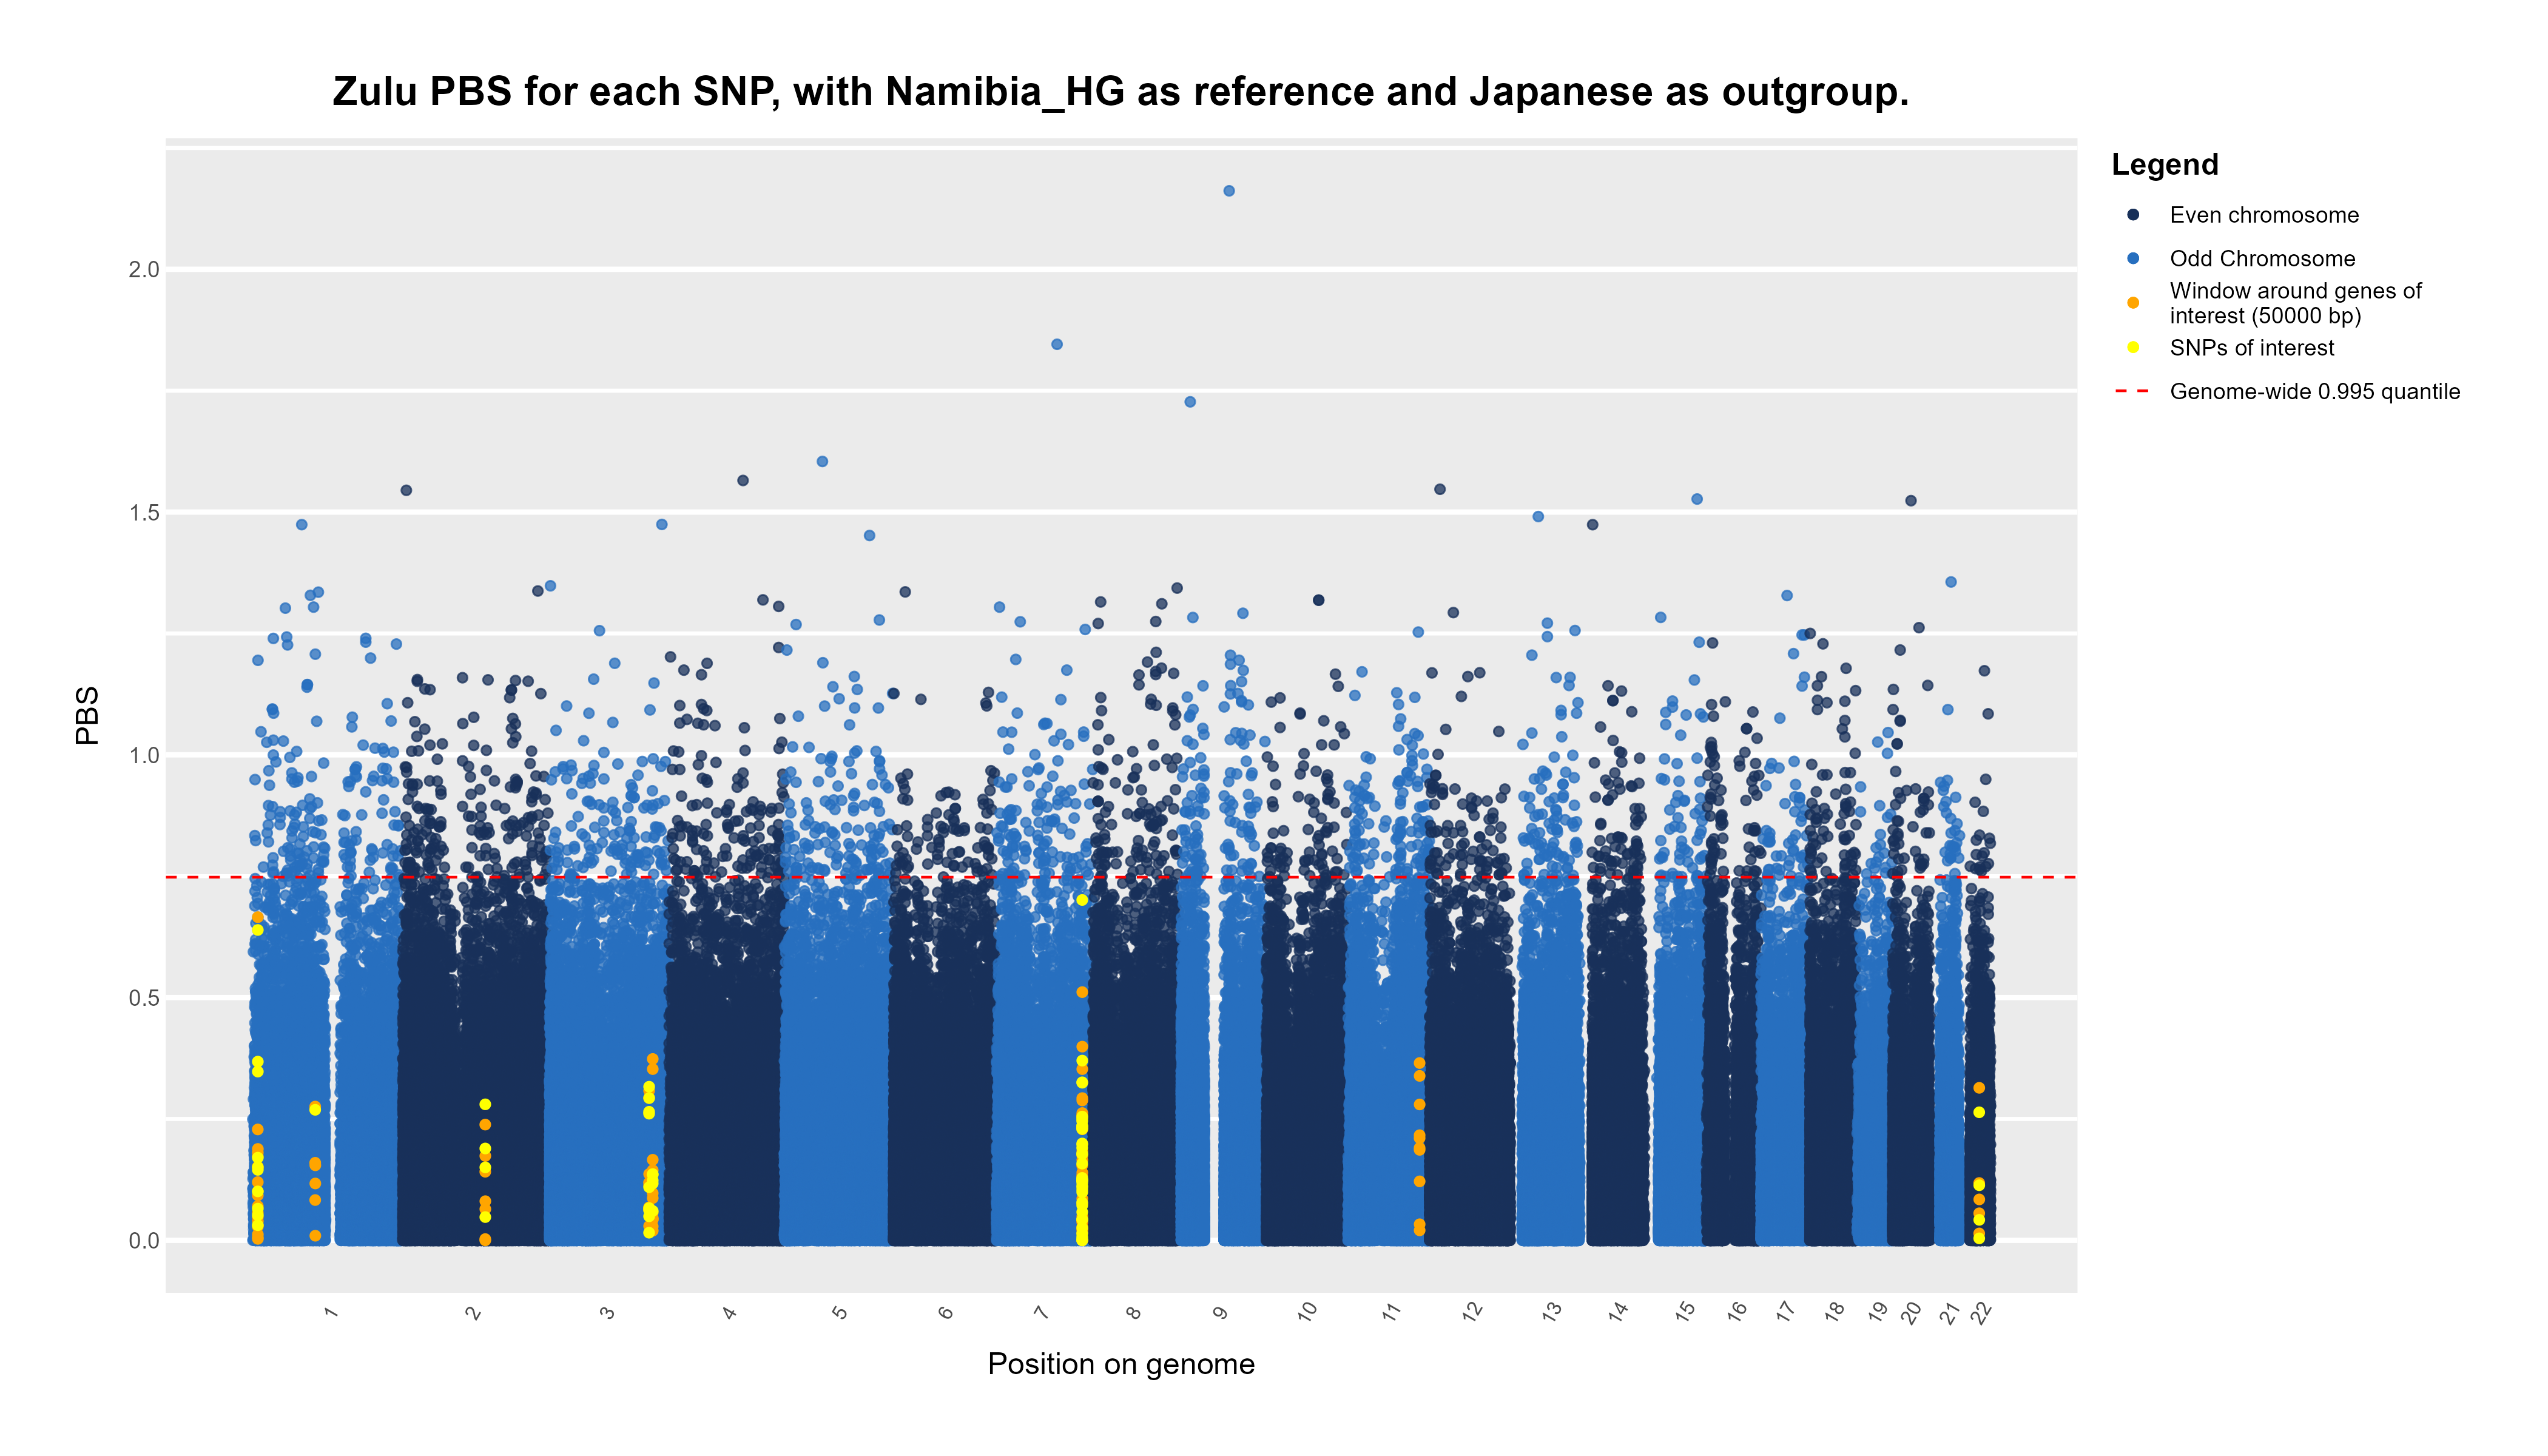 Zulu PBS for each SNP, with Namibia_HG as reference and Japanese as outgroup.
Legend
Even chromosome
Odd Chromosome
Window around genes of
interest (50000 bp)
SNPs of interest
Genome-wide 0.995 quantile
PBS
2.0
1.5
1.0
0.5
0.0
1 2 3 4 5 6 7 8 9 10 11 12 13 14 15 16 17 18 19 20 21 22
Position on genome